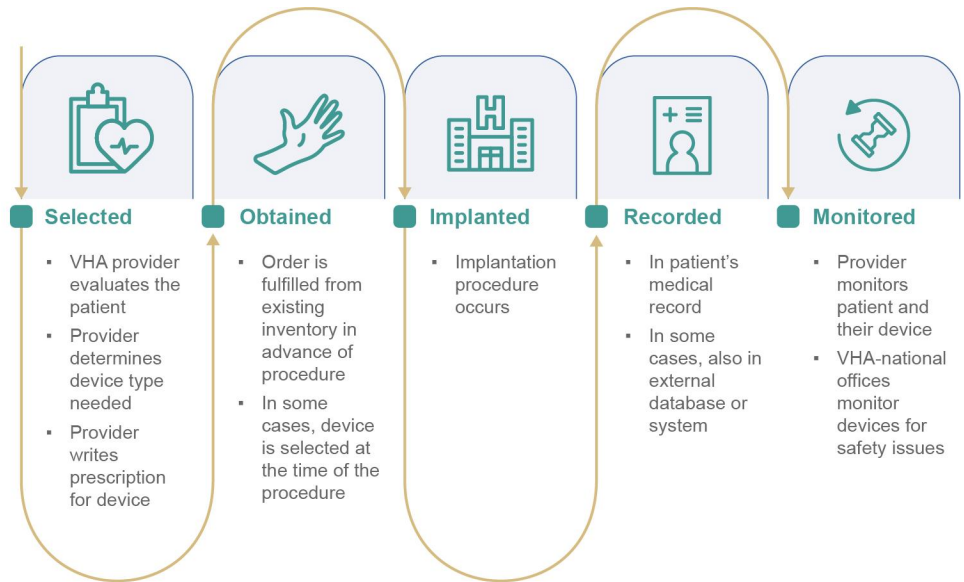 Selected
▪ VHA provider
evaluates the
patient
▪ Provider
determines
device type
needed
▪ Provider
writes
prescription
for device
Obtained
▪ Order is
fulfilled from
existing
inventory in
advance of
procedure
▪ In some
cases, device
is selected at
the time of the
procedure
Implanted
▪ Implantation
procedure
occurs
Recorded
▪ In patient’s
medical
record
▪ In some
cases, also in
external
database or
system
Monitored
▪ Provider
monitors
patient and
their device
▪ VHA-national
offices
monitor
devices for
safety issues